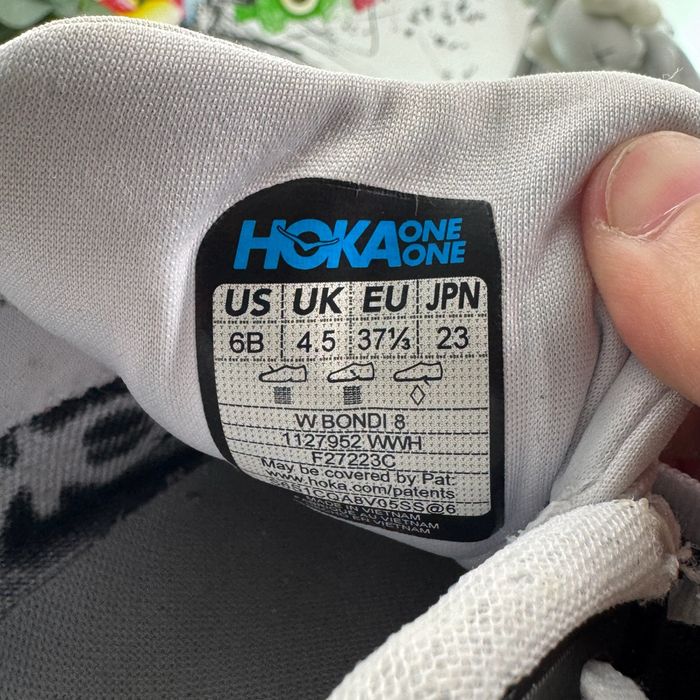 HOKA ONE ONE
US UK EU JPN
6B 4.5 37⅓ 23
W BONDI 8
1127952 WWH
F27223C
May be covered by Pat:
www.hoka.com/patents
MADE IN VIETNAM